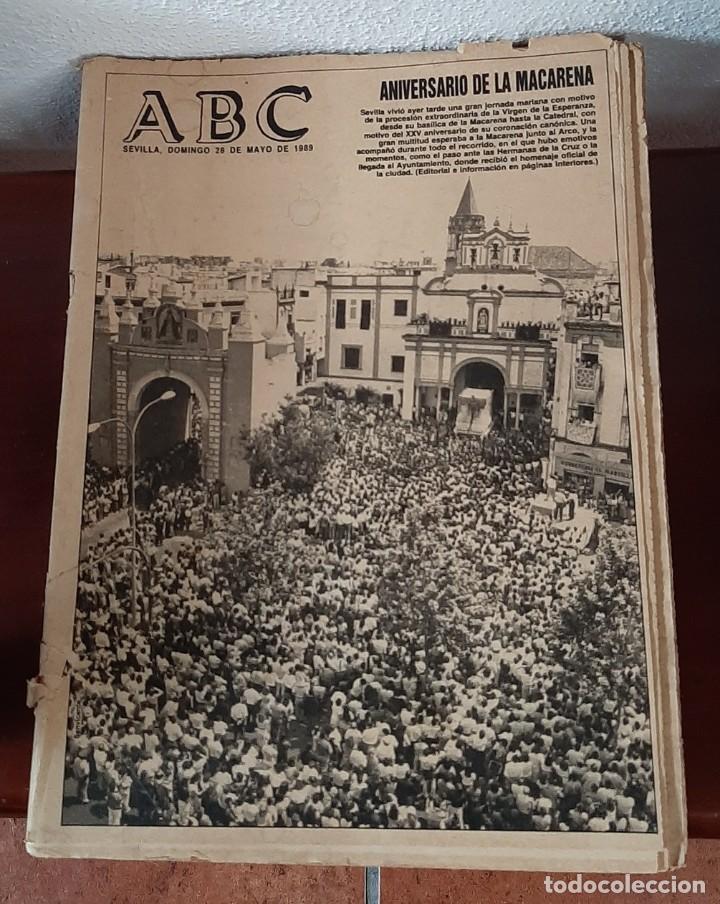 ABC
SEVILLA, DOMINGO 28 DE MAYO DE 1989
ANIVERSARIO DE LA MACARENA
Sevilla vivió ayer tarde una gran jornada mariana con motivo
de la procesión extraordinaria de la Virgen de la Esperanza,
desde su basílica de la Macarena hasta la Catedral, con
motivo del XXV aniversario de su coronación canónica. Una
gran multitud esperaba a la Macarena junto al Arco, y la
acompañó durante todo el recorrido, en el que hubo emotivos
momentos, como el paso ante las Hermanas de la Cruz o la
llegada al Ayuntamiento, donde recibió el homenaje oficial de
la ciudad. (Editorial e información en páginas interiores.)
todocoleccion.net